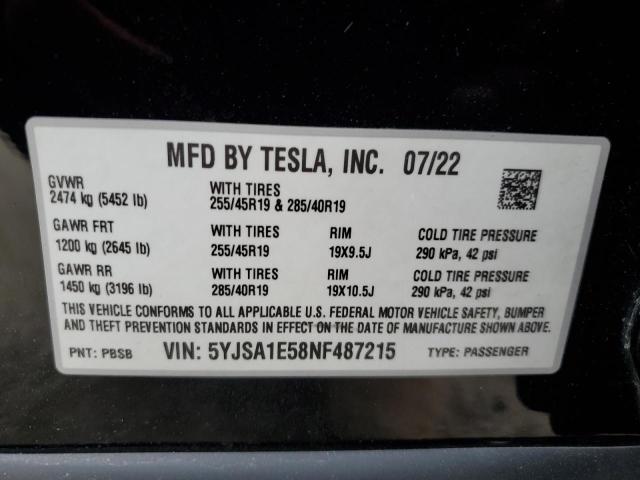 MFD BY TESLA, INC. 07/22
GVWR
2474 kg (5452 lb)
WITH TIRES
255/45R19 & 285/40R19
GAWR FRT
1200 kg (2645 lb)
WITH TIRES
255/45R19
RIM
19X9.5J
COLD TIRE PRESSURE
290 kPa, 42 psi
GAWR RR
1450 kg (3196 lb)
WITH TIRES
285/40R19
RIM
19X10.5J
COLD TIRE PRESSURE
290 kPa, 42 psi
THIS VEHICLE CONFORMS TO ALL APPLICABLE U.S. FEDERAL MOTOR VEHICLE SAFETY, BUMPER
AND THEFT PREVENTION STANDARDS IN EFFECT ON THE DATE OF MANUFACTURE SHOWN ABOVE.
PNT: PBSB VIN: 5YJSA1E58NF487215 TYPE: PASSENGER